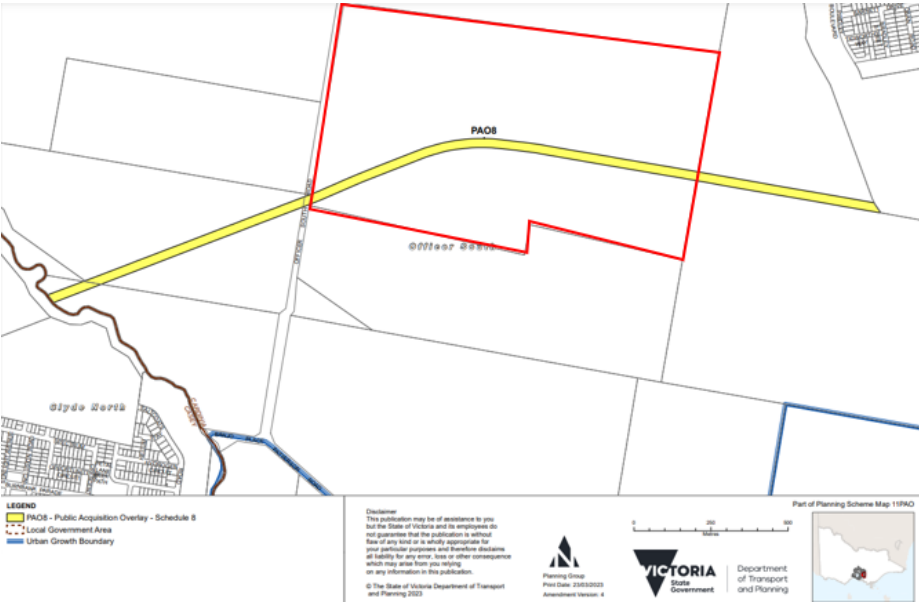 PAO8
OFFICER SOUTH ROAD
Officer South
Glyde North
CARDINIA
CASEY
LEGEND
PAO8 - Public Acquisition Overlay - Schedule 8
Local Government Area
Urban Growth Boundary
Disclaimer
This publication may be of assistance to you
but the State of Victoria and its employees do
not guarantee that the publication is without
flaw of any kind or is wholly appropriate for
your particular purposes and therefore disclaims
all liability for any error, loss or other consequence
which may arise from you relying
on any information in this publication.
© The State of Victoria Department of Transport
and Planning 2023
Planning Group
Print Date: 23/03/2023
Amendment Version: 4
0 250 500
Metres
VICTORIA
State
Government
Department
of Transport
and Planning
Part of Planning Scheme Map 11PAO